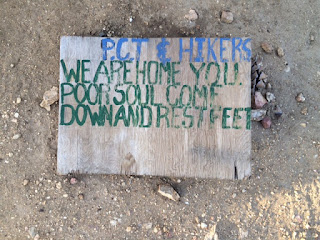 PCT & HIKERS
WE ARE HOME YOU
POOR SOUL COME
DOWN AND REST FEET